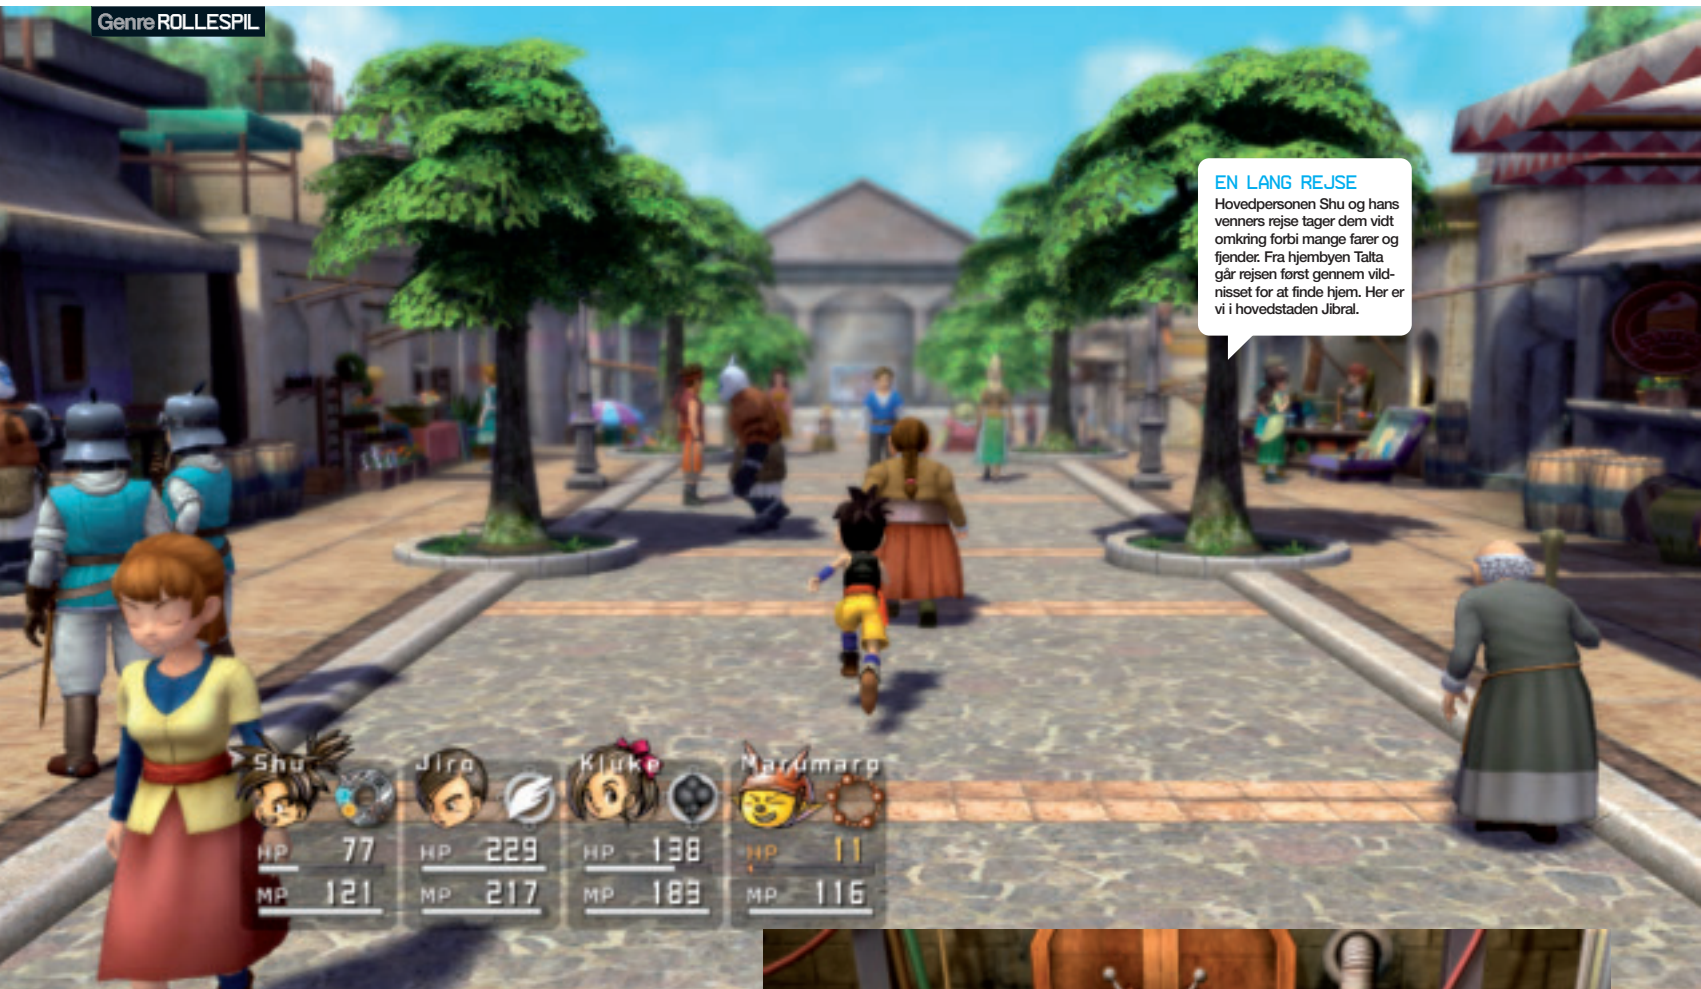 Genre ROLLESPIL
EN LANG REJSE
Hovedpersonen Shu og hans
venners rejse tager dem vidt
omkring forbi mange farer og
fjender. Fra hjembyen Talta
går rejsen først gennem vild-
nisset for at finde hjem. Her er
vi i hovedstaden Jibral.
Shu Jiro Kluke Marumaro
HP 77 HP 229 HP 138 HP 11
MP 121 MP 217 MP 183 MP 116